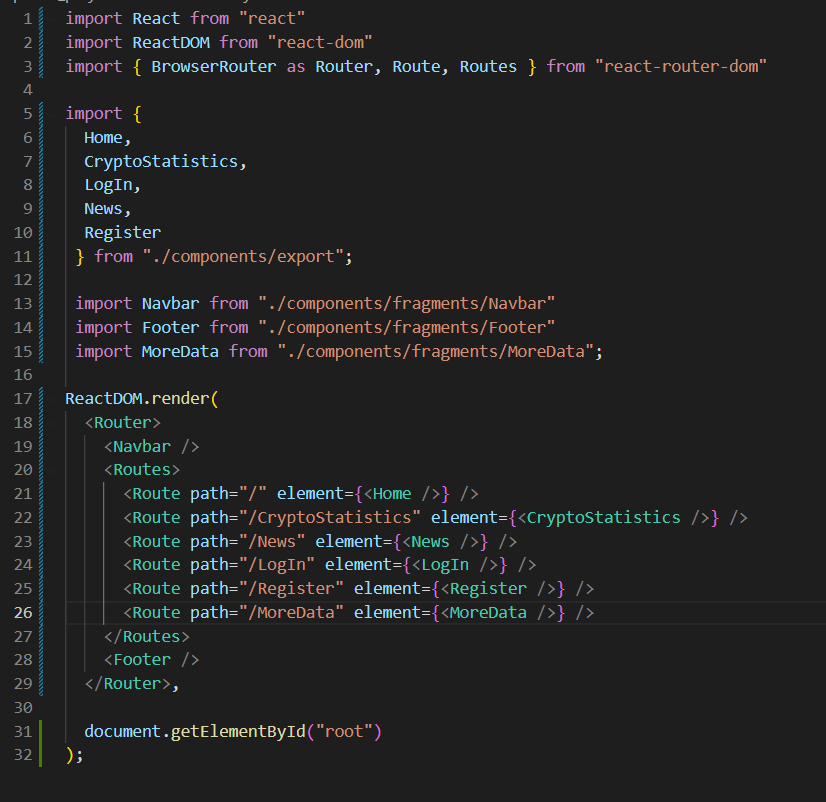 1 import React from "react"
2 import ReactDOM from "react-dom"
3 import { BrowserRouter as Router, Route, Routes } from "react-router-dom"
4
5 import {
6   Home,
7   CryptoStatistics,
8   LogIn,
9   News,
10   Register
11  } from "./components/export";
12
13  import Navbar from "./components/fragments/Navbar"
14  import Footer from "./components/fragments/Footer"
15  import MoreData from "./components/fragments/MoreData";
16
17 ReactDOM.render(
18   <Router>
19     <Navbar />
20     <Routes>
21       <Route path="/" element={<Home />} />
22       <Route path="/CryptoStatistics" element={<CryptoStatistics />} />
23       <Route path="/News" element={<News />} />
24       <Route path="/LogIn" element={<LogIn />} />
25       <Route path="/Register" element={<Register />} />
26       <Route path="/MoreData" element={<MoreData />} />
27     </Routes>
28     <Footer />
29   </Router>,
30
31   document.getElementById("root")
32 );